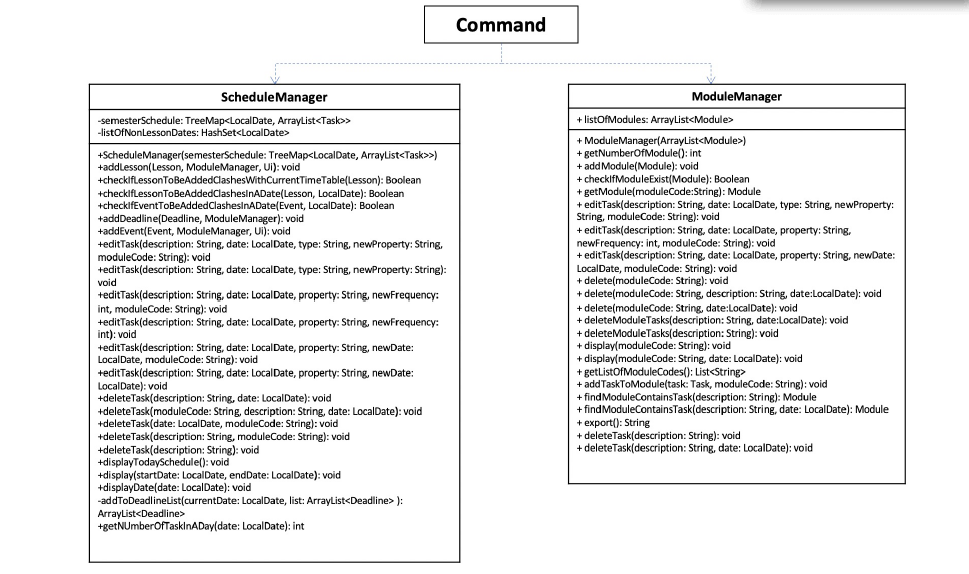 Command
ScheduleManager
-semesterSchedule: TreeMap<LocalDate, ArrayList<Task>>
-listOfNonLessonDates: HashSet<LocalDate>
+ScheduleManager(semesterSchedule: TreeMap<LocalDate, ArrayList<Task>>)
+addLesson(Lesson, ModuleManager, Ui): void
+checkIfLessonToBeAddedClashesWithCurrentTimeTable(Lesson): Boolean
+checkIfLessonToBeAddedClashesInADate(Lesson, LocalDate): Boolean
+checkIfEventToBeAddedClashesInADate(Event, LocalDate): Boolean
+addDeadline(Deadline, ModuleManager): void
+addEvent(Event, ModuleManager, Ui): void
+editTask(description: String, date: LocalDate, type: String, newProperty: String,
moduleCode: String): void
+editTask(description: String, date: LocalDate, type: String, newProperty: String):
void
+editTask(description: String, date: LocalDate, property: String, newFrequency:
int, moduleCode: String): void
+editTask(description: String, date: LocalDate, property: String, newFrequency:
int): void
+editTask(description: String, date: LocalDate, property: String, newDate:
LocalDate, moduleCode: String): void
+editTask(description: String, date: LocalDate, property: String, newDate:
LocalDate): void
+deleteTask(description: String, date: LocalDate): void
+deleteTask(moduleCode: String, description: String, date: LocalDate): void
+deleteTask(date: LocalDate, moduleCode: String): void
+deleteTask(description: String, moduleCode: String): void
+deleteTask(description: String): void
+displayTodaySchedule(): void
+display(startDate: LocalDate, endDate: LocalDate): void
+displayDate(date: LocalDate): void
-addToDeadlineList(currentDate: LocalDate, list: ArrayList<Deadline> ):
ArrayList<Deadline>
+getNUmberOfTaskInADay(date: LocalDate): int
ModuleManager
+ listOfModules: ArrayList<Module>
+ ModuleManager(ArrayList<Module>)
+ getNumberOfModule(): int
+ addModule(Module): void
+ checkIfModuleExist(Module): Boolean
+ getModule(moduleCode:String): Module
+ editTask(description: String, date: LocalDate, type: String, newProperty:
String, moduleCode: String): void
+ editTask(description: String, date: LocalDate, property: String,
newFrequency: int, moduleCode: String): void
+ editTask(description: String, date: LocalDate, property: String, newDate:
LocalDate, moduleCode: String): void
+ delete(moduleCode: String): void
+ delete(moduleCode: String, description: String, date:LocalDate): void
+ delete(moduleCode: String, date:LocalDate): void
+ deleteModuleTasks(description: String, date:LocalDate): void
+ deleteModuleTasks(description: String): void
+ display(moduleCode: String): void
+ display(moduleCode: String, date: LocalDate): void
+ getListOfModuleCodes(): List<String>
+ addTaskToModule(task: Task, moduleCode: String): void
+ findModuleContainsTask(description: String): Module
+ findModuleContainsTask(description: String, date: LocalDate): Module
+ export(): String
+ deleteTask(description: String): void
+ deleteTask(description: String, date: LocalDate): void